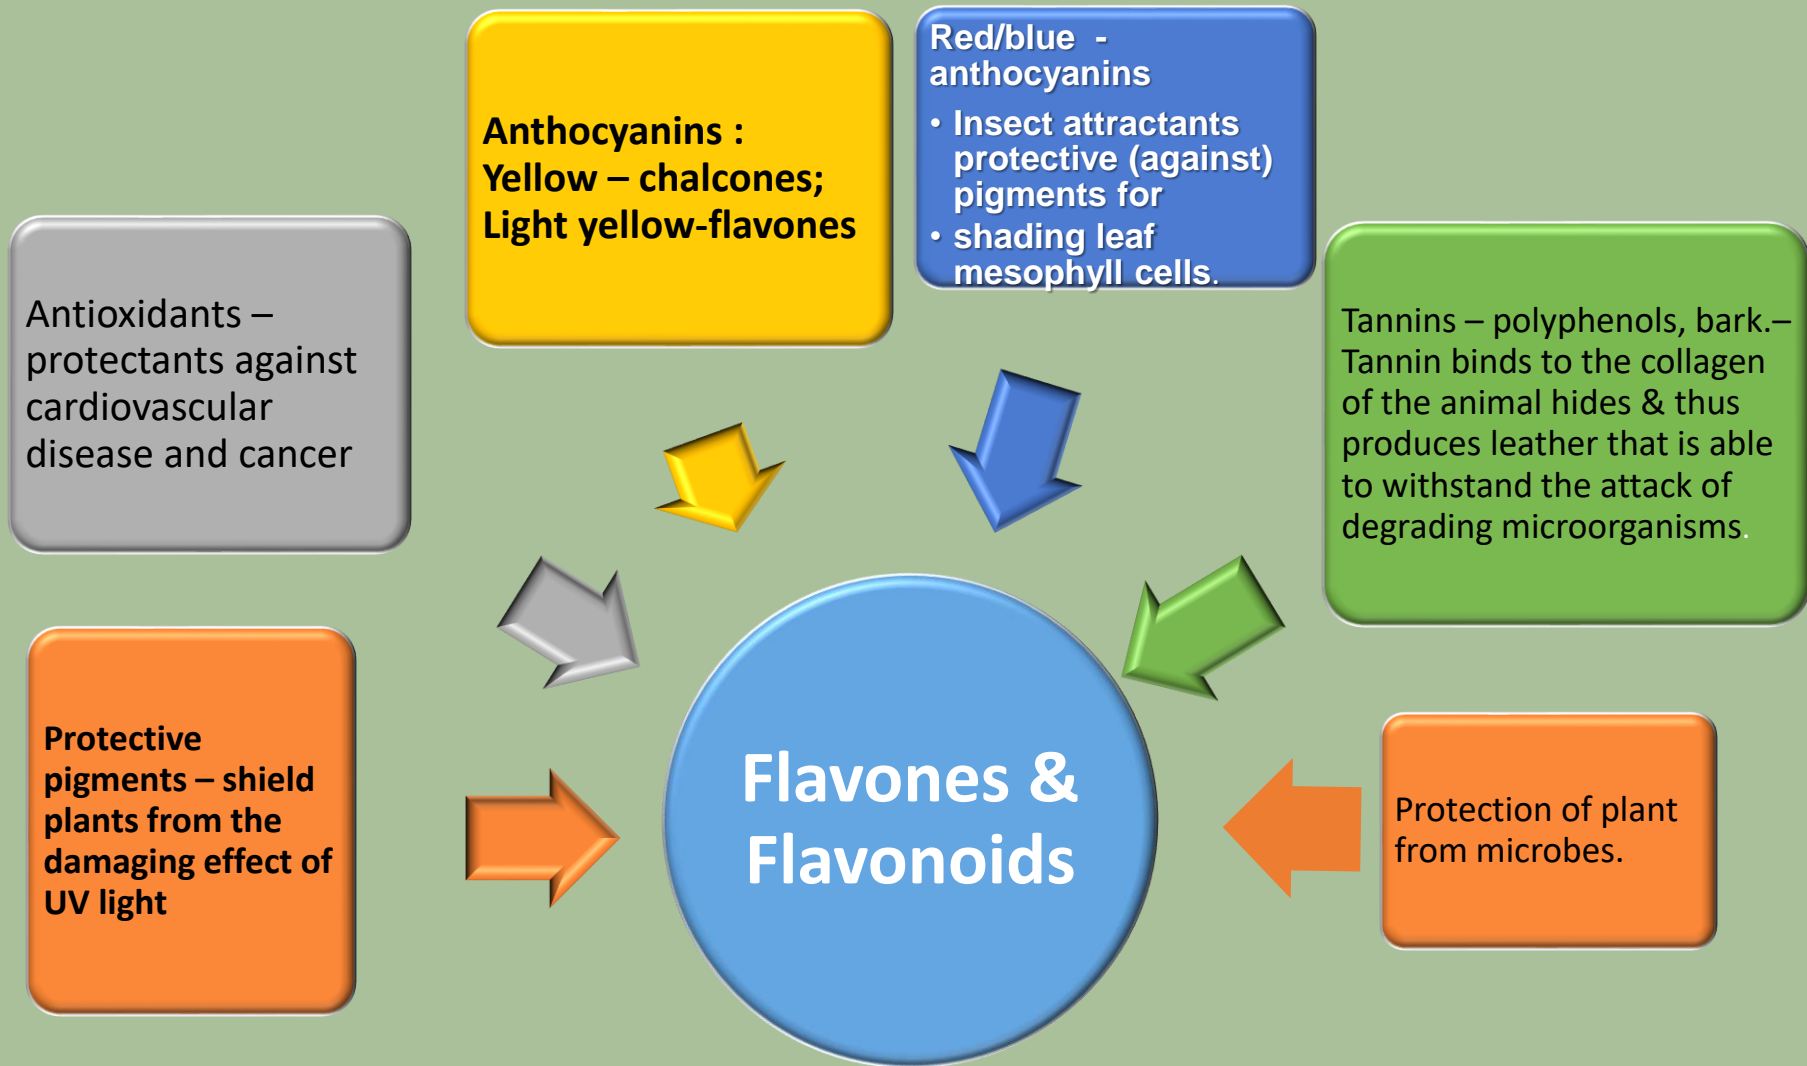 Protective
pigments – shield
plants from the
damaging effect of
UV light
Antioxidants –
protectants against
cardiovascular
disease and cancer
Anthocyanins :
Yellow – chalcones;
Light yellow-flavones
Red/blue  -
anthocyanins
• Insect attractants
protective (against)
pigments for
• shading leaf
mesophyll cells.
Tannins – polyphenols, bark.–
Tannin binds to the collagen
of the animal hides & thus
produces leather that is able
to withstand the attack of
degrading microorganisms.
Protection of plant
from microbes.
Flavones &
Flavonoids